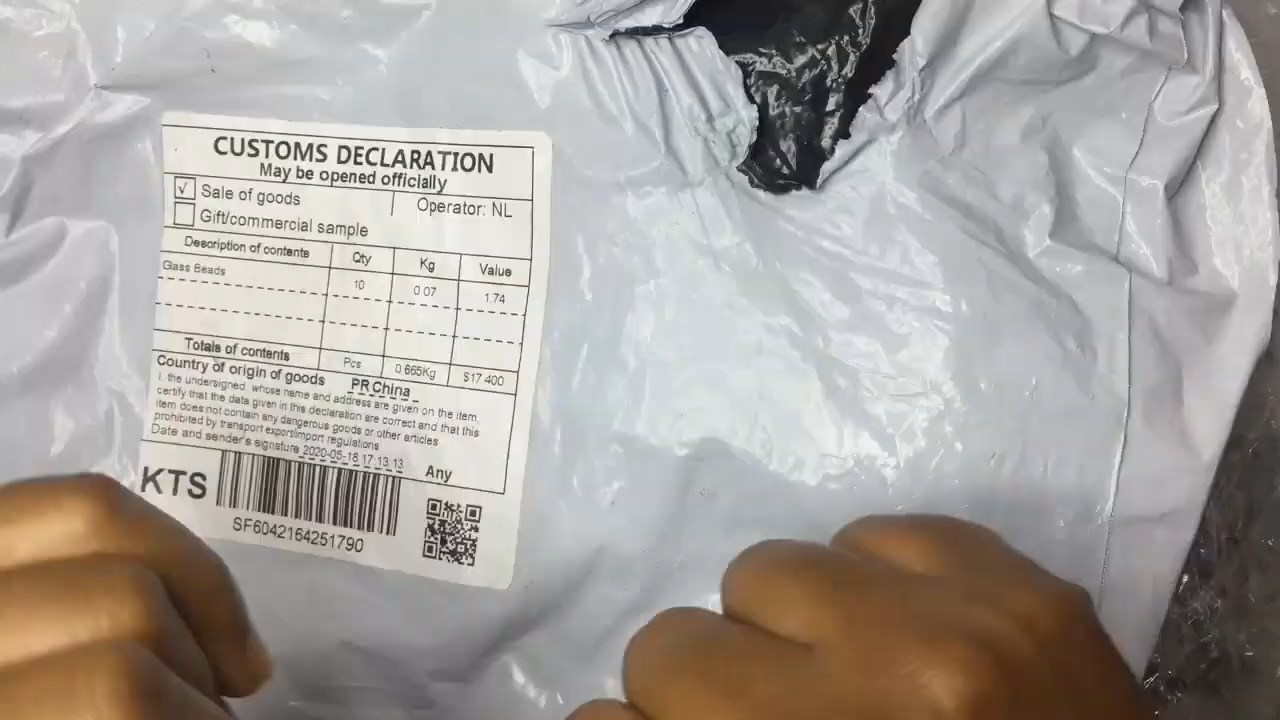 CUSTOMS DECLARATION
May be opened officially
√ Sale of goods Operator: NL
Gift/commercial sample
Description of contents Qty Kg Value
Glass Beads 10 0.07 1.74
Totals of contents Pcs 0.665Kg $17.400
Country of origin of goods PR China
I, the undersigned, whose name and address are given on the item,
certify that the data given in this declaration are correct and that this
item does not contain any dangerous goods or other articles
prohibited by transport export/import regulations
Date and sender's signature 2020-05-18 17:13:13 Any
KTS
SF6042164251790